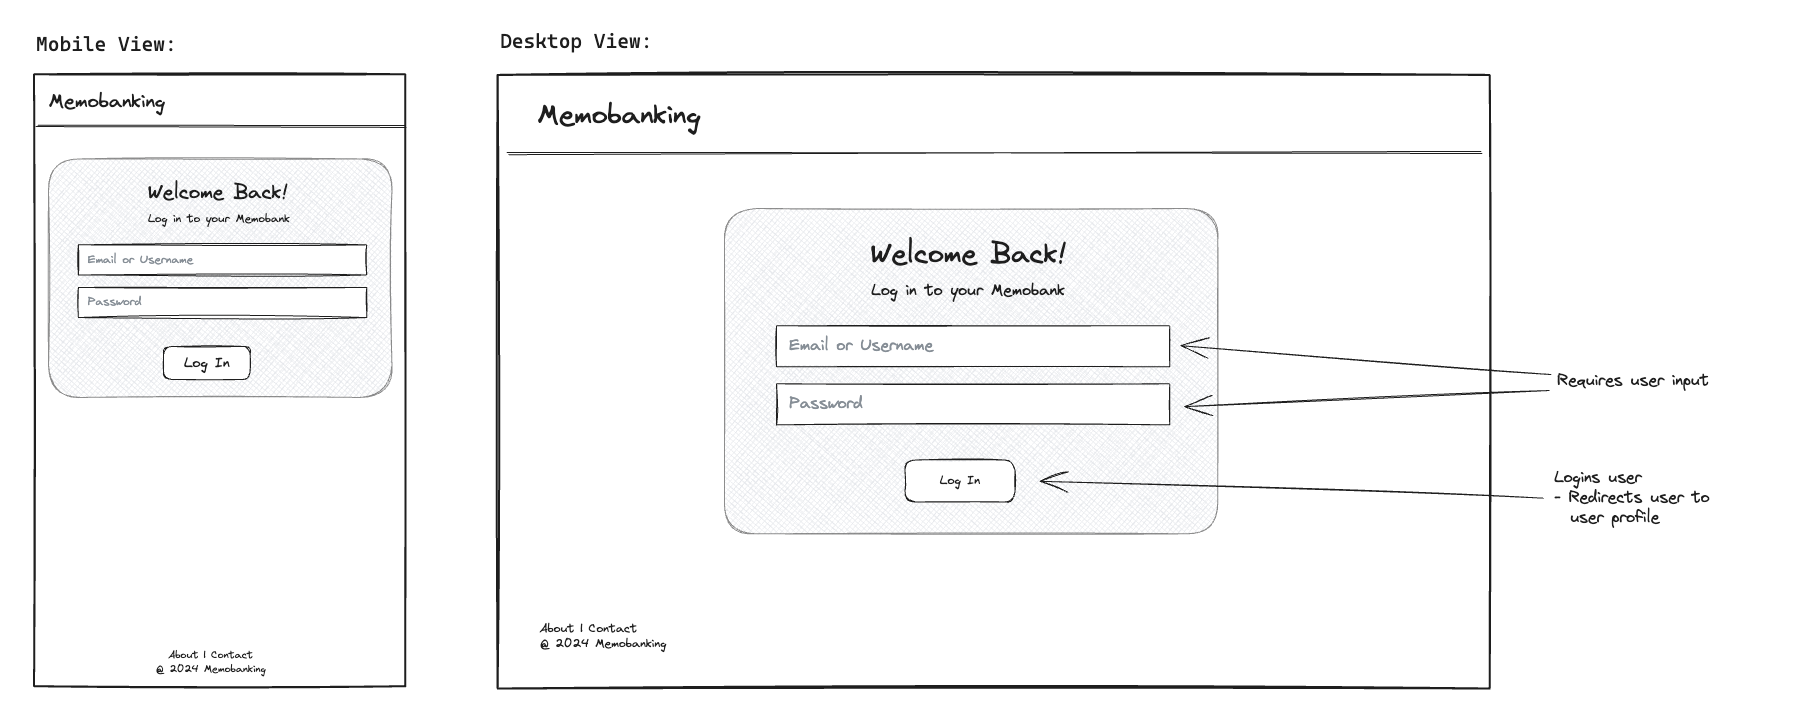 Mobile View:
Memobanking
Welcome Back!
Log in to your Memobank
Email or Username
Password
Log In
About | Contact
@ 2024 Memobanking
Desktop View:
Memobanking
Welcome Back!
Log in to your Memobank
Email or Username
Password
Log In
About | Contact
@ 2024 Memobanking
Requires user input
Logins user
- Redirects user to
user profile